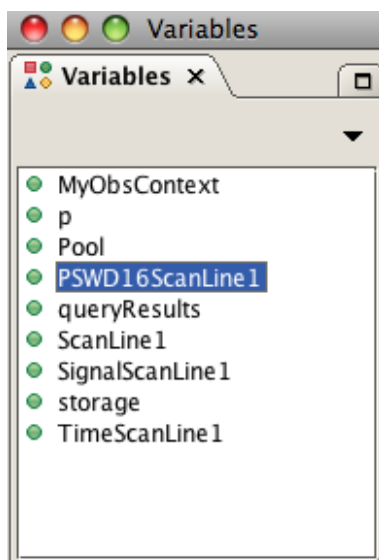 Variables
Variables
MyObsContext
p
Pool
PSWD16ScanLine1
queryResults
ScanLine1
SignalScanLine1
storage
TimeScanLine1